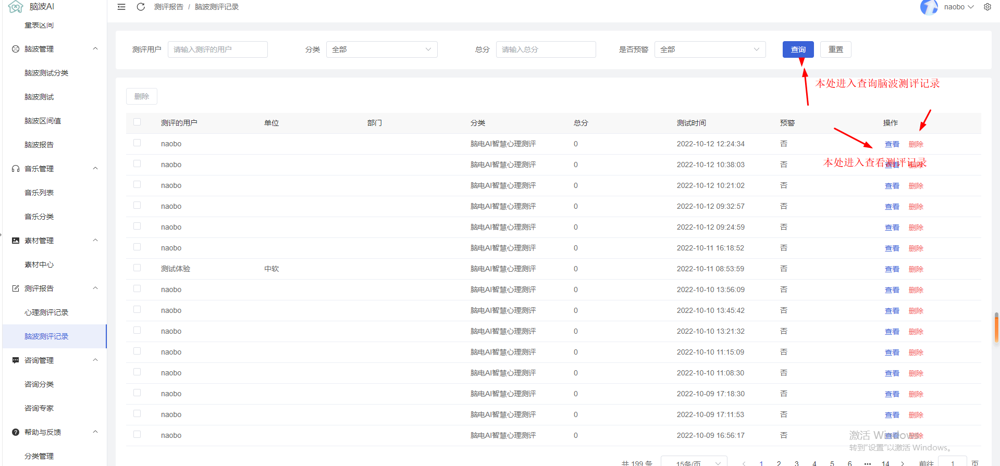 脑波AI
测评报告 / 脑波测评记录
naobo
量表区间
脑波管理
脑波测试分类
脑波测试
脑波区间值
脑波报告
音乐管理
音乐列表
音乐分类
素材管理
素材中心
测评报告
心理测评记录
脑波测评记录
咨询管理
咨询分类
咨询专家
帮助与反馈
分类管理
测评用户 请输入测评的用户 分类 全部 总分 请输入总分 是否预警 全部 查询 重置
本处进入查询脑波测评记录
删除
测评的用户 单位 部门 分类 总分 测试时间 预警 操作
naobo 脑电AI智慧心理测评 0 2022-10-12 12:24:34 否 查看 删除
本处进入查看测评记录
naobo 脑电AI智慧心理测评 0 2022-10-12 10:38:03 否 查看 删除
naobo 脑电AI智慧心理测评 0 2022-10-12 10:21:02 否 查看 删除
naobo 脑电AI智慧心理测评 0 2022-10-12 09:32:57 否 查看 删除
naobo 脑电AI智慧心理测评 0 2022-10-12 09:24:59 否 查看 删除
naobo 脑电AI智慧心理测评 0 2022-10-11 16:18:52 否 查看 删除
测试体验 中软 脑电AI智慧心理测评 0 2022-10-11 08:53:59 否 查看 删除
naobo 脑电AI智慧心理测评 0 2022-10-10 13:56:09 否 查看 删除
naobo 脑电AI智慧心理测评 0 2022-10-10 13:45:42 否 查看 删除
naobo 脑电AI智慧心理测评 0 2022-10-10 13:21:32 否 查看 删除
naobo 脑电AI智慧心理测评 0 2022-10-10 11:15:09 否 查看 删除
naobo 脑电AI智慧心理测评 0 2022-10-10 11:08:30 否 查看 删除
naobo 脑电AI智慧心理测评 0 2022-10-09 17:18:30 否 查看 删除
naobo 脑电AI智慧心理测评 0 2022-10-09 17:11:53 否 查看 删除
naobo 脑电AI智慧心理测评 0 2022-10-09 16:56:17 否 查看 删除
激活 Windows
转到“设置”以激活 Windows。
共 199 条 15条/页 1 2 3 4 5 6 ••• 14 前往 1 页